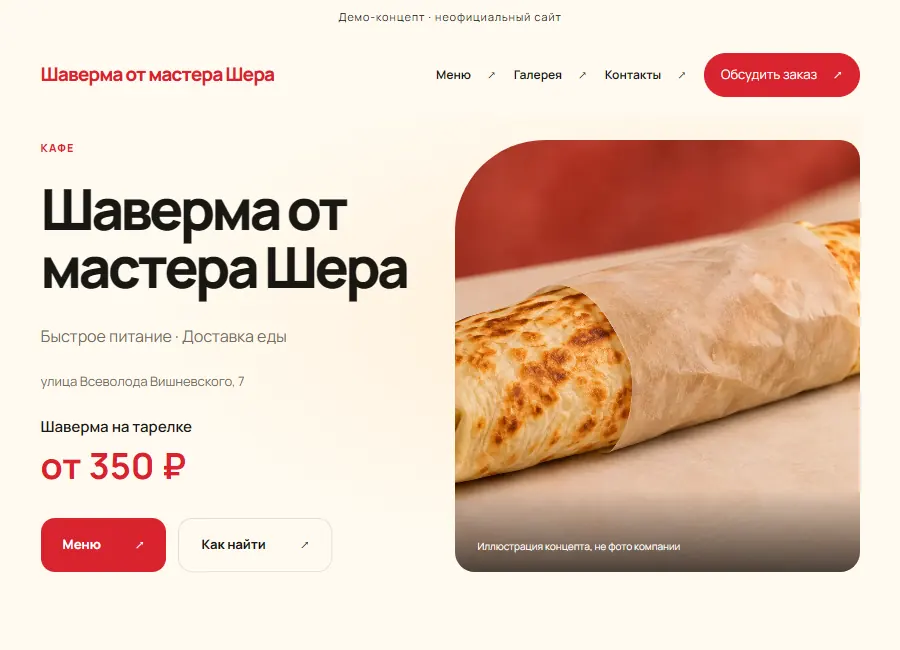 Демо-концепт · неофициальный сайт
Шаверма от мастера Шера
Меню ↗ Галерея ↗ Контакты ↗ Обсудить заказ ↗
КАФЕ
Шаверма от
мастера Шера
Быстрое питание · Доставка еды
улица Всеволода Вишневского, 7
Шаверма на тарелке
от 350 ₽
Меню ↗
Как найти ↗
Иллюстрация концепта, не фото компании